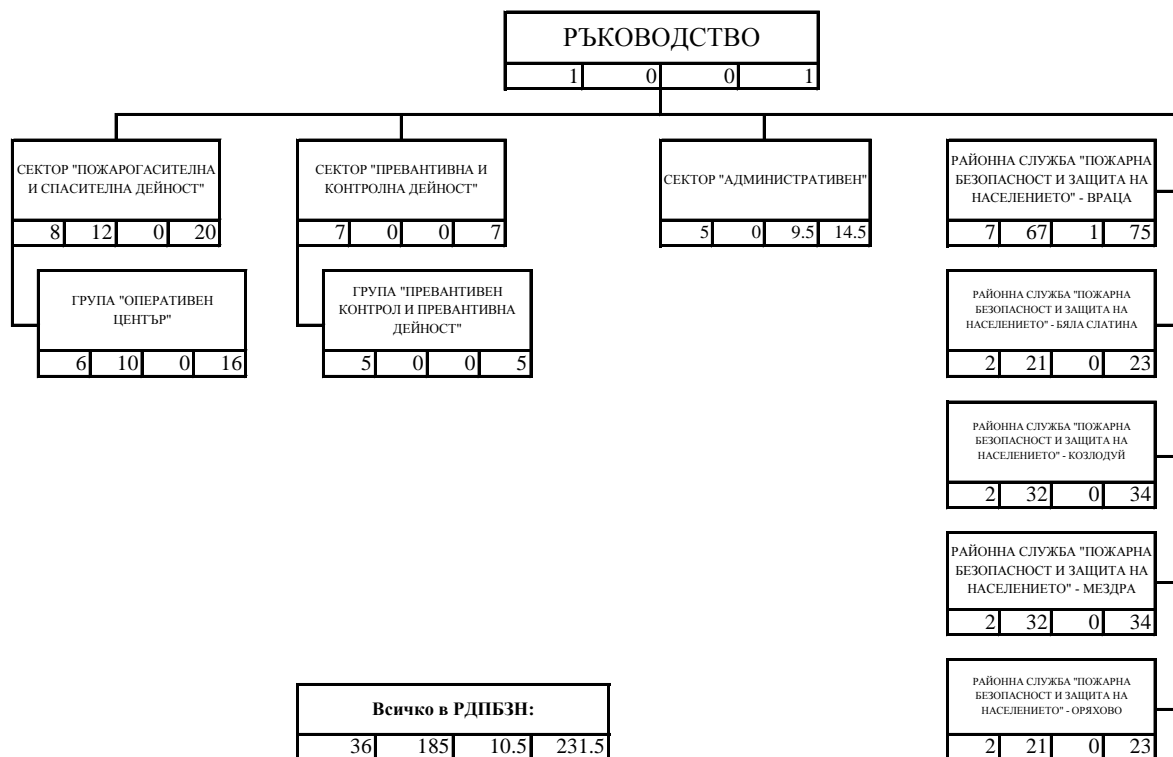 РЪКОВОДСТВО
1 0 0 1
СЕКТОР "ПОЖАРОГАСИТЕЛНА
И СПАСИТЕЛНА ДЕЙНОСТ"
8 12 0 20
ГРУПА "ОПЕРАТИВЕН
ЦЕНТЪР"
6 10 0 16
СЕКТОР "ПРЕВАНТИВНА И
КОНТРОЛНА ДЕЙНОСТ"
7 0 0 7
ГРУПА "ПРЕВАНТИВЕН
КОНТРОЛ И ПРЕВАНТИВНА
ДЕЙНОСТ"
5 0 0 5
СЕКТОР "АДМИНИСТРАТИВЕН"
5 0 9.5 14.5
РАЙОННА СЛУЖБА "ПОЖАРНА
БЕЗОПАСНОСТ И ЗАЩИТА НА
НАСЕЛЕНИЕТО" - ВРАЦА
7 67 1 75
РАЙОННА СЛУЖБА "ПОЖАРНА
БЕЗОПАСНОСТ И ЗАЩИТА НА
НАСЕЛЕНИЕТО" - БЯЛА СЛАТИНА
2 21 0 23
РАЙОННА СЛУЖБА "ПОЖАРНА
БЕЗОПАСНОСТ И ЗАЩИТА НА
НАСЕЛЕНИЕТО" - КОЗЛОДУЙ
2 32 0 34
РАЙОННА СЛУЖБА "ПОЖАРНА
БЕЗОПАСНОСТ И ЗАЩИТА НА
НАСЕЛЕНИЕТО" - МЕЗДРА
2 32 0 34
РАЙОННА СЛУЖБА "ПОЖАРНА
БЕЗОПАСНОСТ И ЗАЩИТА НА
НАСЕЛЕНИЕТО" - ОРЯХОВО
2 21 0 23
Всичко в РДПБЗН:
36 185 10.5 231.5